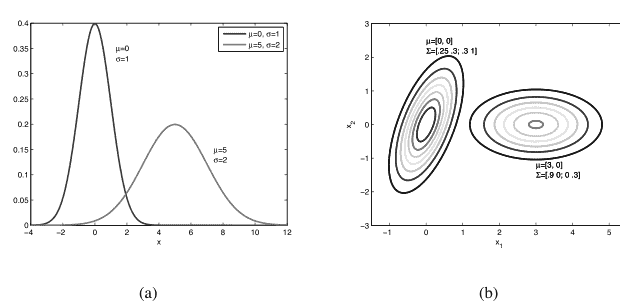 0.4
0.35
0.3
0.25
0.2
0.15
0.1
0.05
0
−4 −2 0 2 4 6 8 10 12
x
μ=0
σ=1
μ=5
σ=2
μ=0, σ=1
μ=5, σ=2
(a)
3
2
1
0
−1
−2
−3
x2
−1 0 1 2 3 4 5
x1
μ=[0, 0]
Σ=[.25 .3; .3 1]
μ=[3, 0]
Σ=[.9 0; 0 .3]
(b)